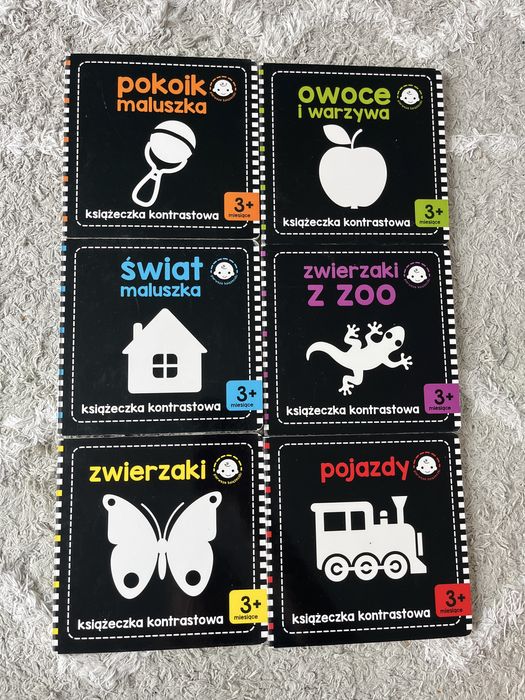 pokoik
maluszka
3+
miesiące
książeczka kontrastowa
owoce
i warzywa
3+
miesiące
książeczka kontrastowa
świat
maluszka
3+
miesiące
książeczka kontrastowa
zwierzaki
z zoo
3+
miesiące
książeczka kontrastowa
zwierzaki
3+
miesiące
książeczka kontrastowa
pojazdy
3+
miesiące
książeczka kontrastowa